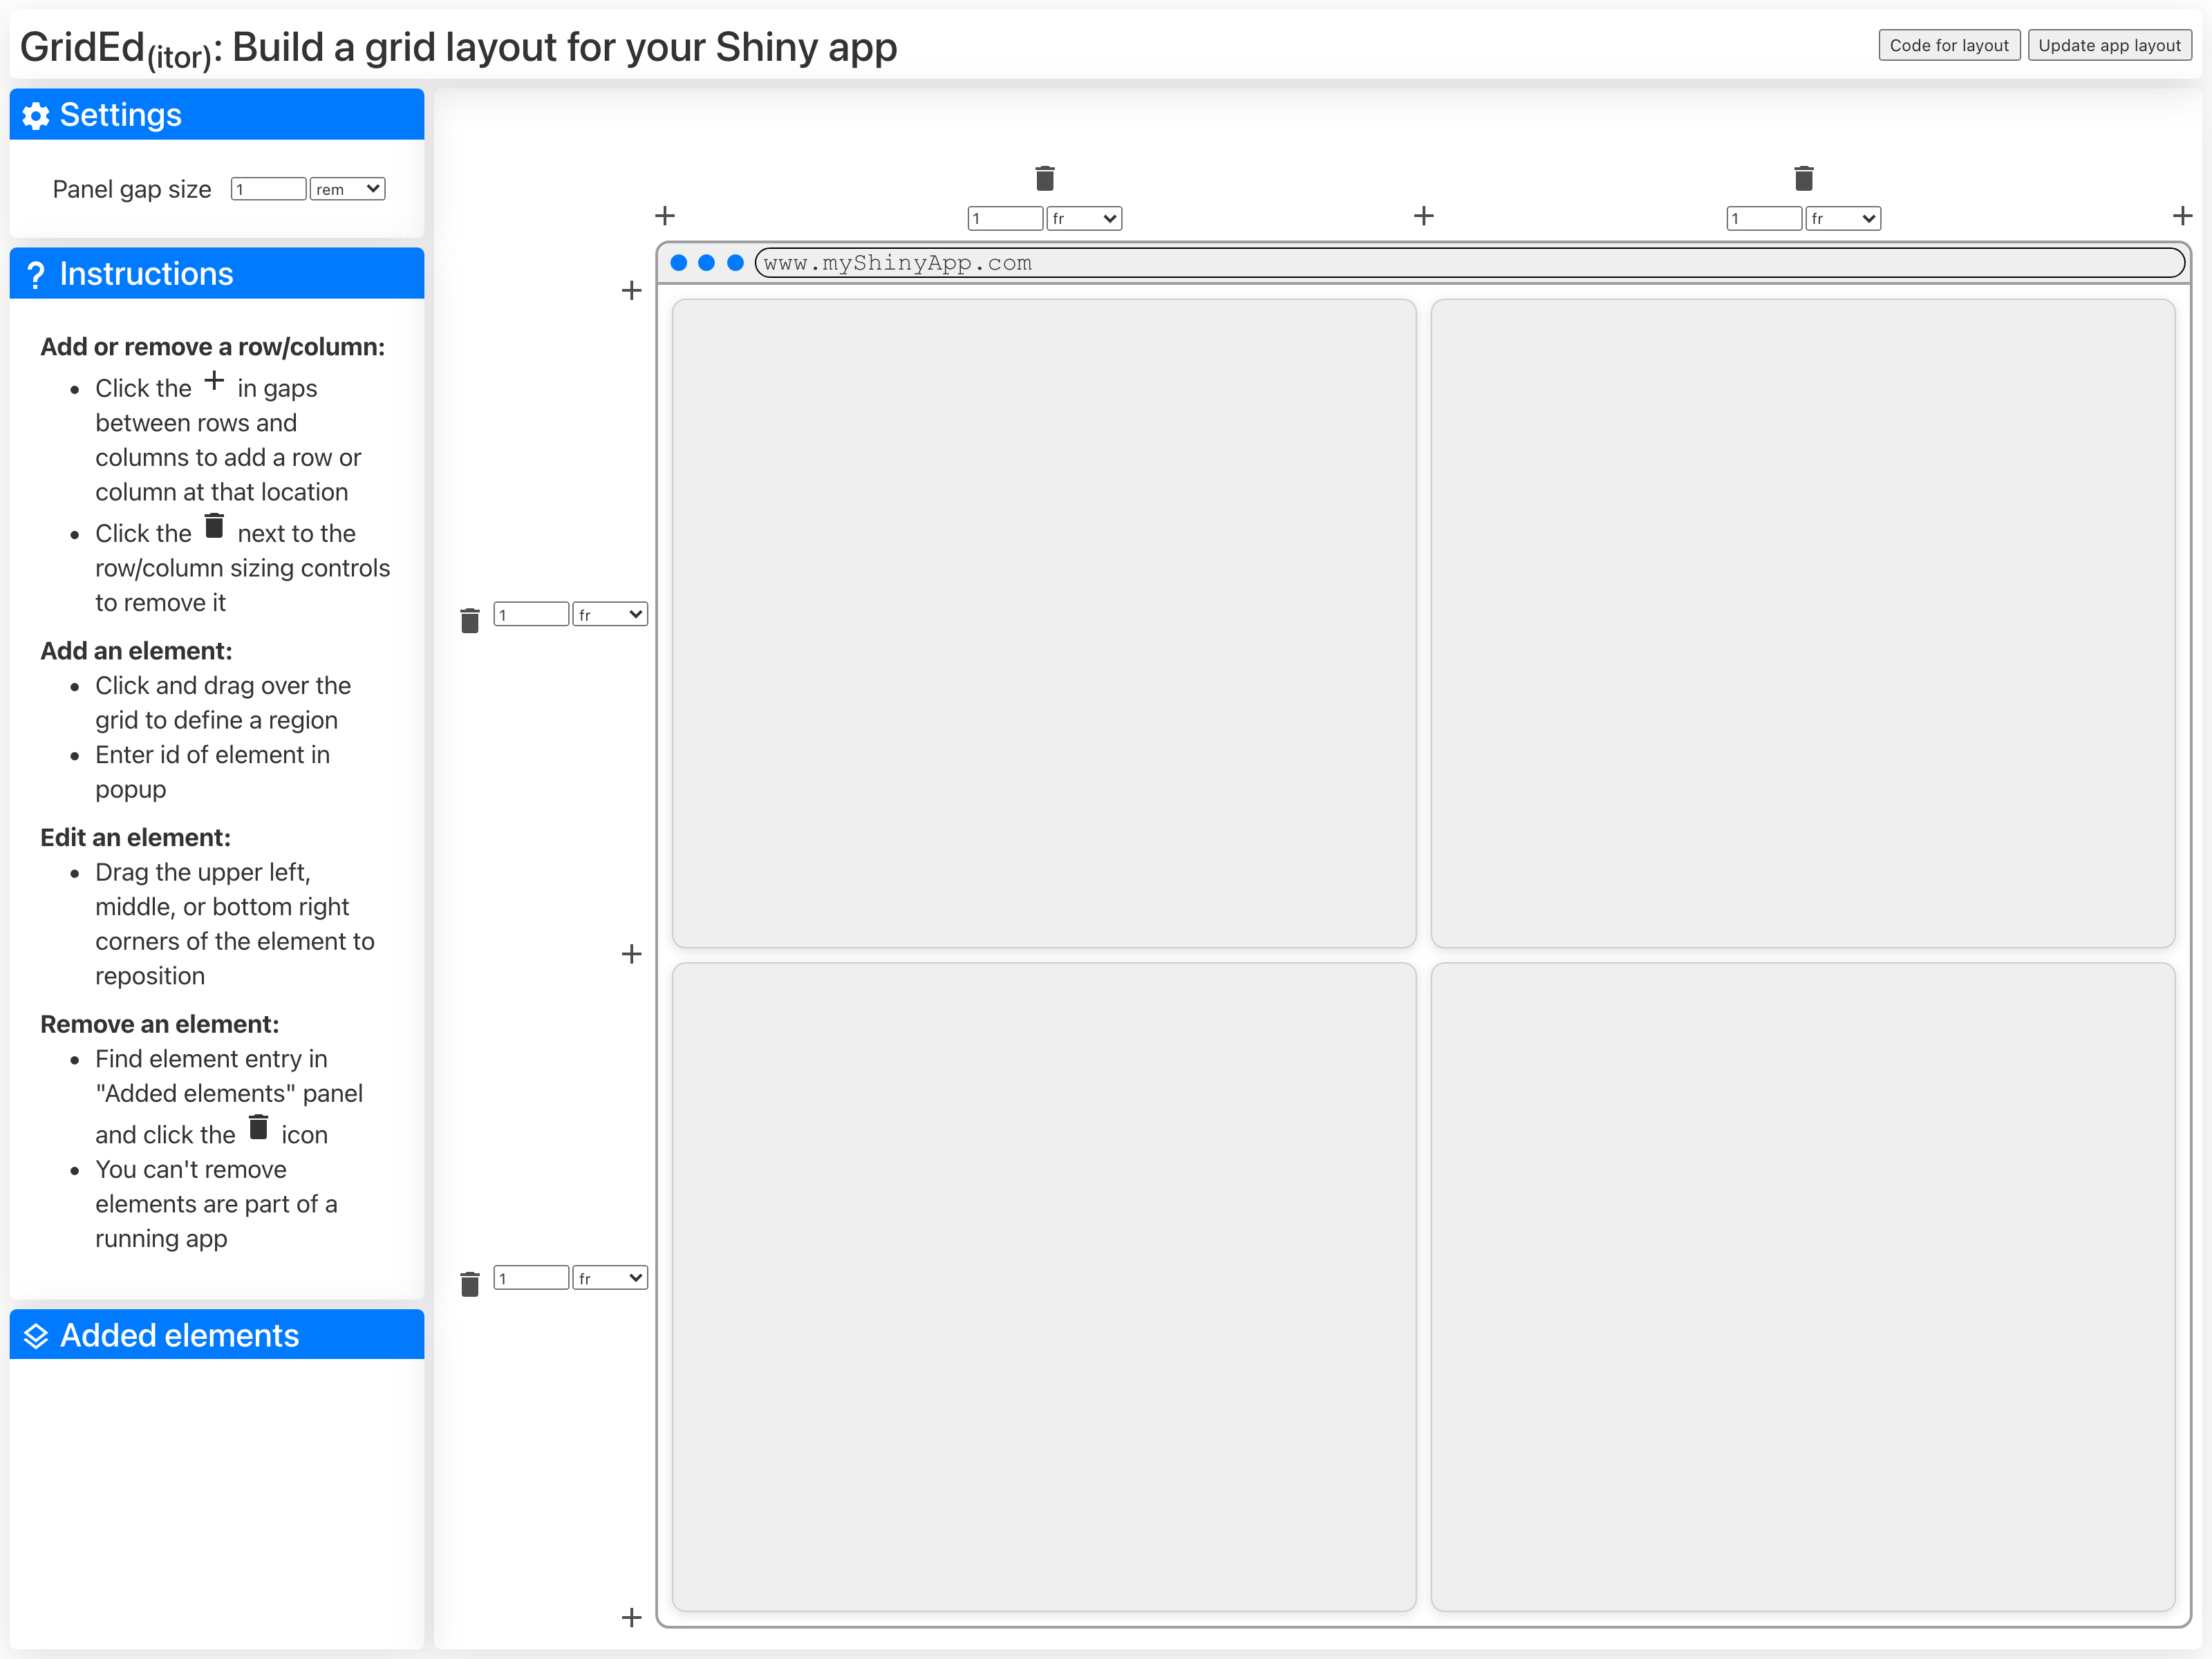 GridEd(itor): Build a grid layout for your Shiny app
Code for layout
Update app layout
Settings
Panel gap size 1 rem
Instructions
Add or remove a row/column:
Click the + in gaps
between rows and
columns to add a row or
column at that location
Click the next to the
row/column sizing controls
to remove it
Add an element:
Click and drag over the
grid to define a region
Enter id of element in
popup
Edit an element:
Drag the upper left,
middle, or bottom right
corners of the element to
reposition
Remove an element:
Find element entry in
"Added elements" panel
and click the icon
You can't remove
elements are part of a
running app
Added elements
1 fr
1 fr
www.myShinyApp.com
1 fr
1 fr